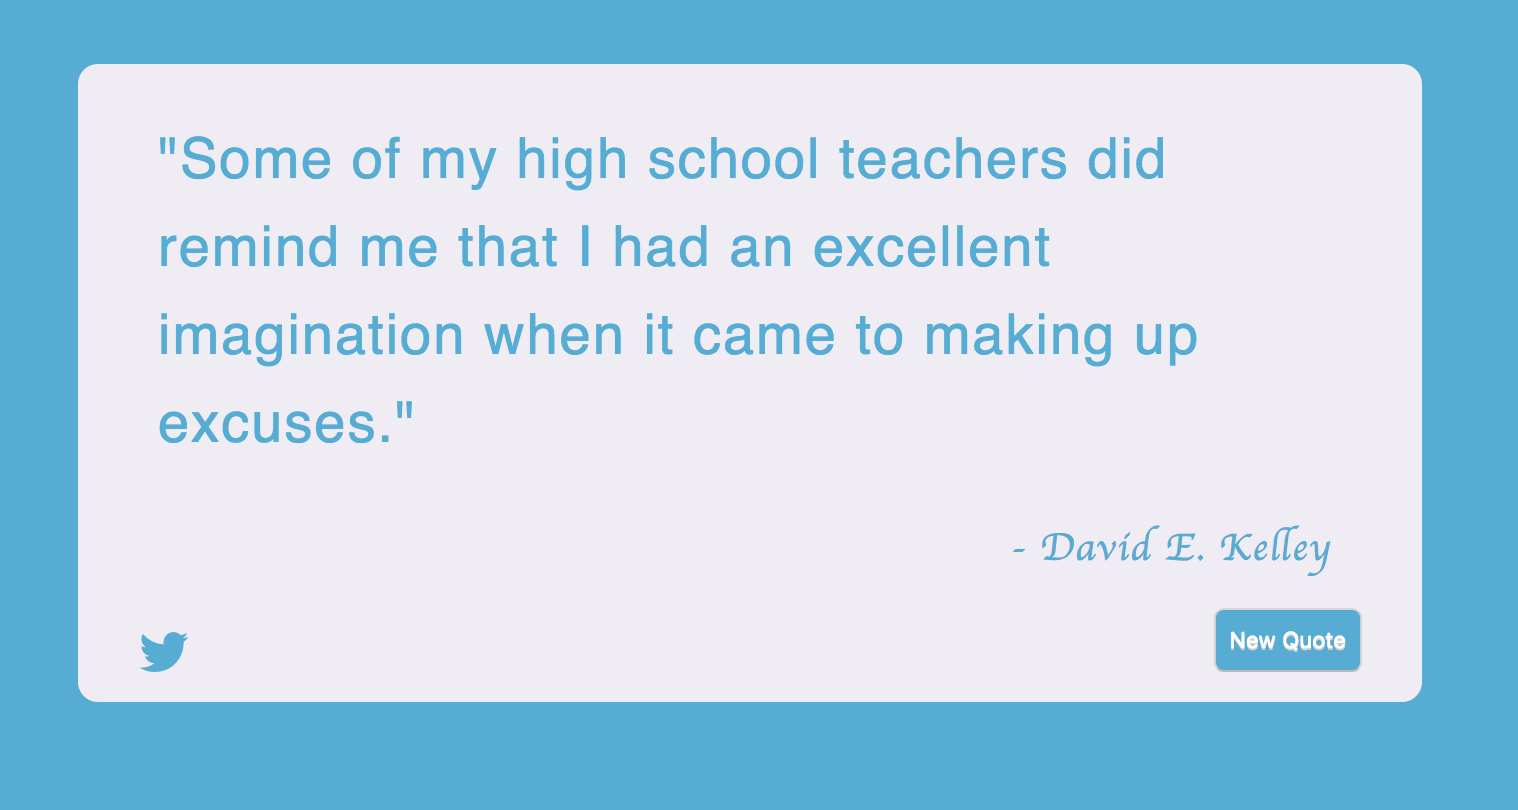 "Some of my high school teachers did
remind me that I had an excellent
imagination when it came to making up
excuses."
- David E. Kelley
New Quote